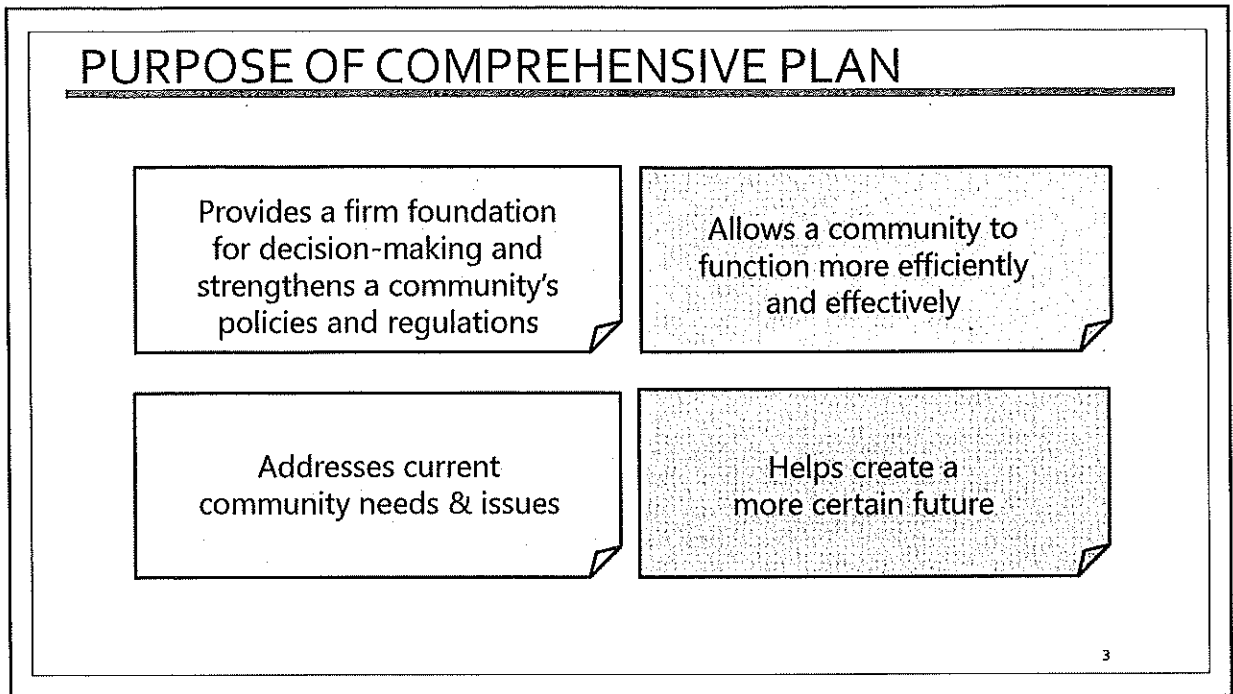 PURPOSE OF COMPREHENSIVE PLAN
Provides a firm foundation
for decision-making and
strengthens a community's
policies and regulations
Allows a community to
function more efficiently
and effectively
Addresses current
community needs & issues
Helps create a
more certain future
3